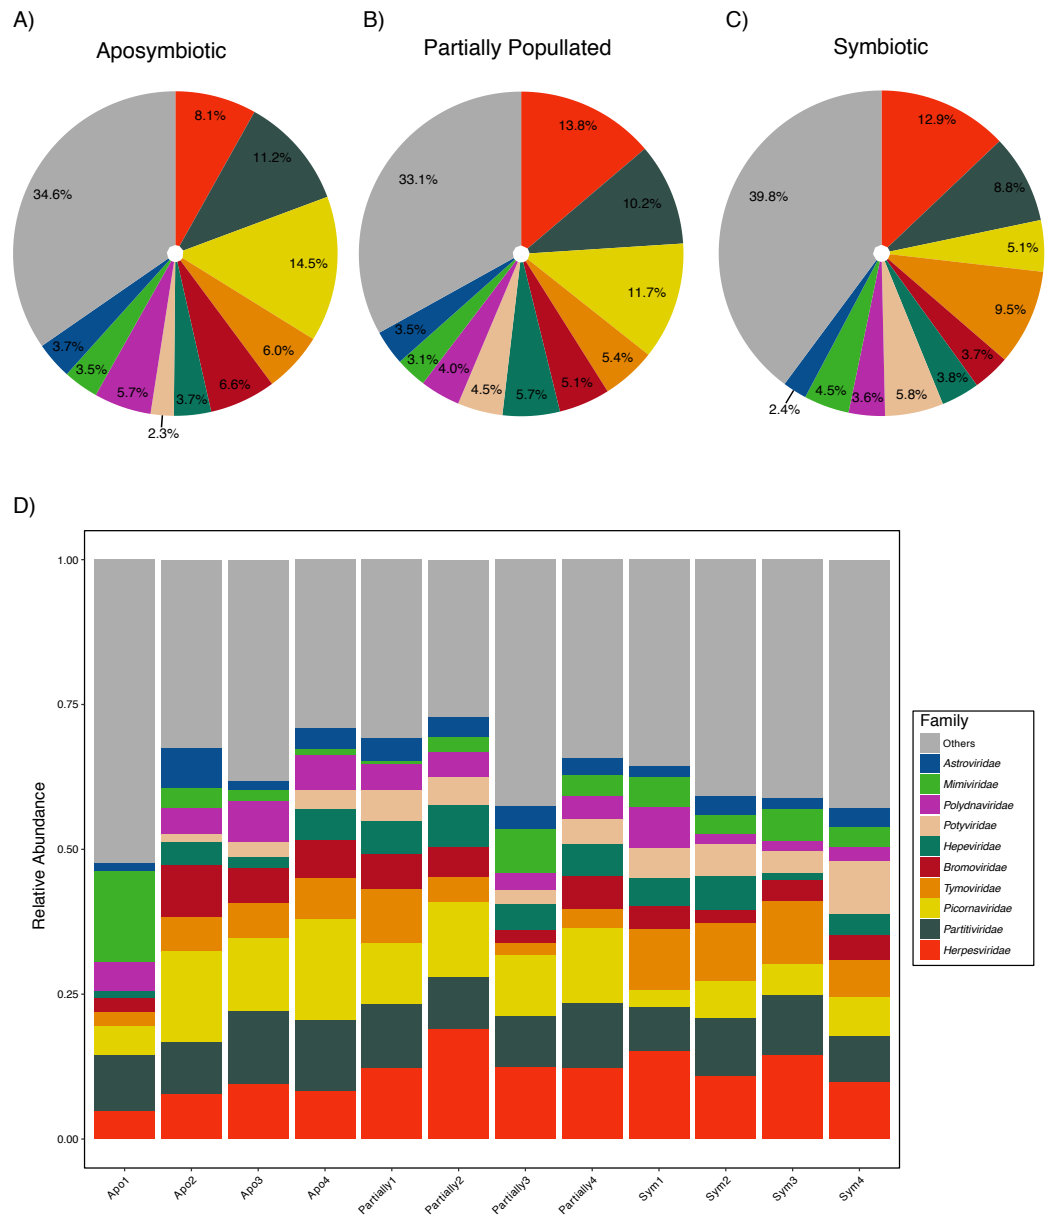 A)
B)
C)
Aposymbiotic
Partially Popullated
Symbiotic
8.1%
11.2%
14.5%
6.0%
6.6%
3.7%
2.3%
5.7%
3.5%
3.7%
34.6%
13.8%
10.2%
11.7%
5.4%
5.1%
5.7%
4.5%
4.0%
3.1%
3.5%
33.1%
12.9%
8.8%
5.1%
9.5%
3.7%
3.8%
5.8%
3.6%
4.5%
2.4%
39.8%
D)
Relative Abundance
1.00
0.75
0.50
0.25
0.00
Apo1
Apo2
Apo3
Apo4
Partially1
Partially2
Partially3
Partially4
Sym1
Sym2
Sym3
Sym4
Family
Others
Astroviridae
Mimiviridae
Polydnaviridae
Potyviridae
Hepeviridae
Bromoviridae
Tymoviridae
Picornaviridae
Partitiviridae
Herpesviridae